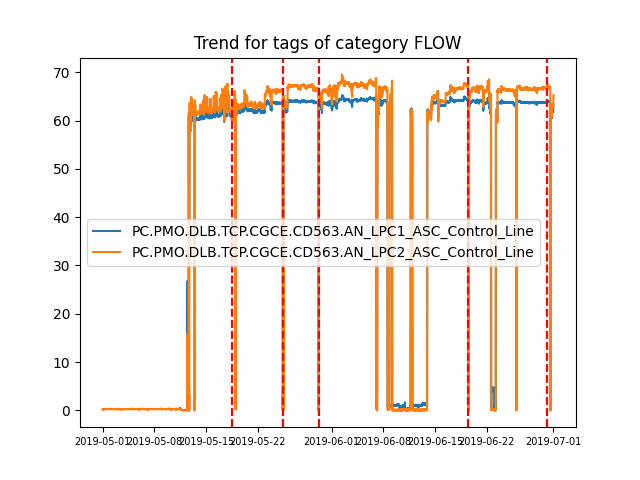 Trend for tags of category FLOW
70
60
50
40
30
20
10
0
PC.PMO.DLB.TCP.CGCE.CD563.AN_LPC1_ASC_Control_Line
PC.PMO.DLB.TCP.CGCE.CD563.AN_LPC2_ASC_Control_Line
2019-05-01 2019-05-08 2019-05-15 2019-05-22 2019-06-01 2019-06-08 2019-06-15 2019-06-22 2019-07-01